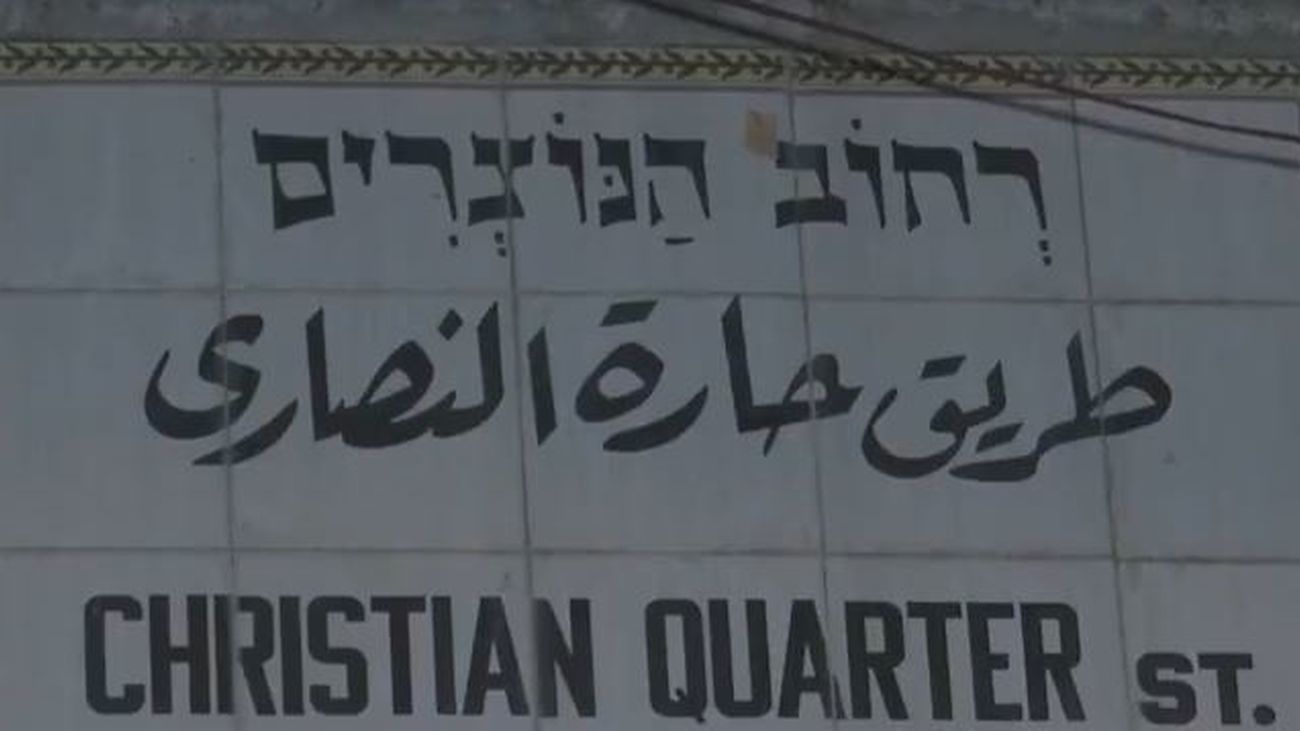 רְחוֹב הַנּוֹצְרִים
طريق حارة النصارى
CHRISTIAN QUARTER ST.